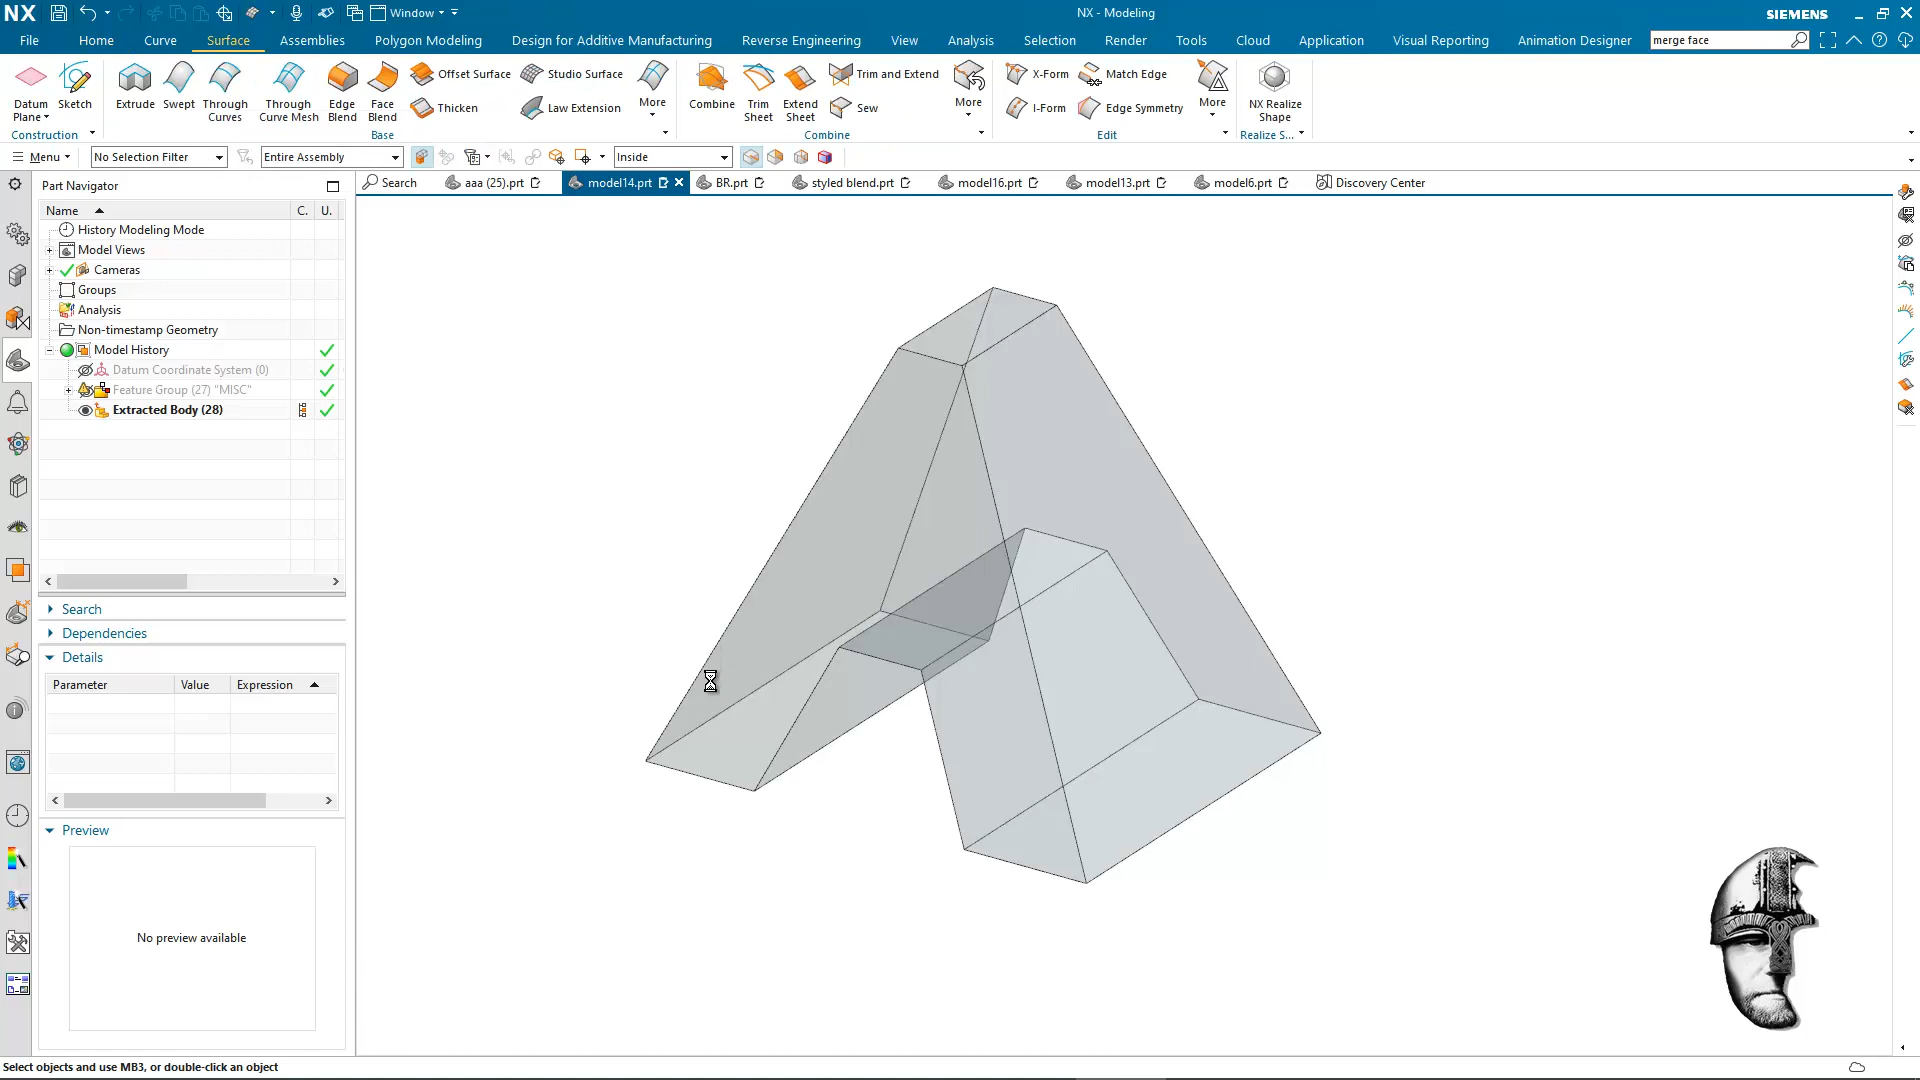 NX
Window
NX - Modeling
SIEMENS
File
Home
Curve
Surface
Assemblies
Polygon Modeling
Design for Additive Manufacturing
Reverse Engineering
View
Analysis
Selection
Render
Tools
Cloud
Application
Visual Reporting
Animation Designer
merge face
Datum Plane
Sketch
Extrude
Swept
Through Curves
Through Curve Mesh
Edge Blend
Face Blend
Offset Surface
Thicken
Studio Surface
Law Extension
More
Combine
Trim Sheet
Extend Sheet
Trim and Extend
Sew
More
X-Form
I-Form
Match Edge
Edge Symmetry
More
NX Realize Shape
Construction
Base
Combine
Edit
Realize S...
Menu
No Selection Filter
Entire Assembly
Inside
Part Navigator
Search
aaa (25).prt
model14.prt
BR.prt
styled blend.prt
model16.prt
model13.prt
model6.prt
Discovery Center
Name
C.
U.
History Modeling Mode
Model Views
Cameras
Groups
Analysis
Non-timestamp Geometry
Model History
Datum Coordinate System (0)
Feature Group (27) "MISC"
Extracted Body (28)
Search
Dependencies
Details
Parameter
Value
Expression
Preview
No preview available
Select objects and use MB3, or double-click an object